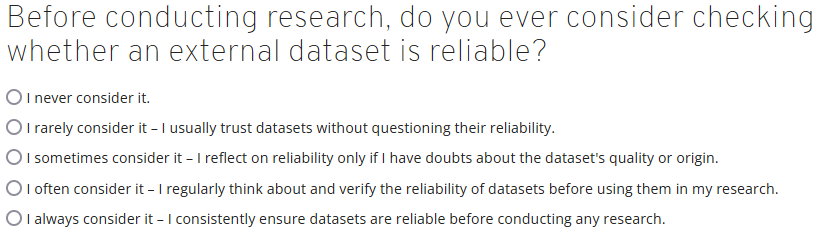 Before conducting research, do you ever consider checking
whether an external dataset is reliable?
I never consider it.
I rarely consider it – I usually trust datasets without questioning their reliability.
I sometimes consider it – I reflect on reliability only if I have doubts about the dataset's quality or origin.
I often consider it – I regularly think about and verify the reliability of datasets before using them in my research.
I always consider it – I consistently ensure datasets are reliable before conducting any research.